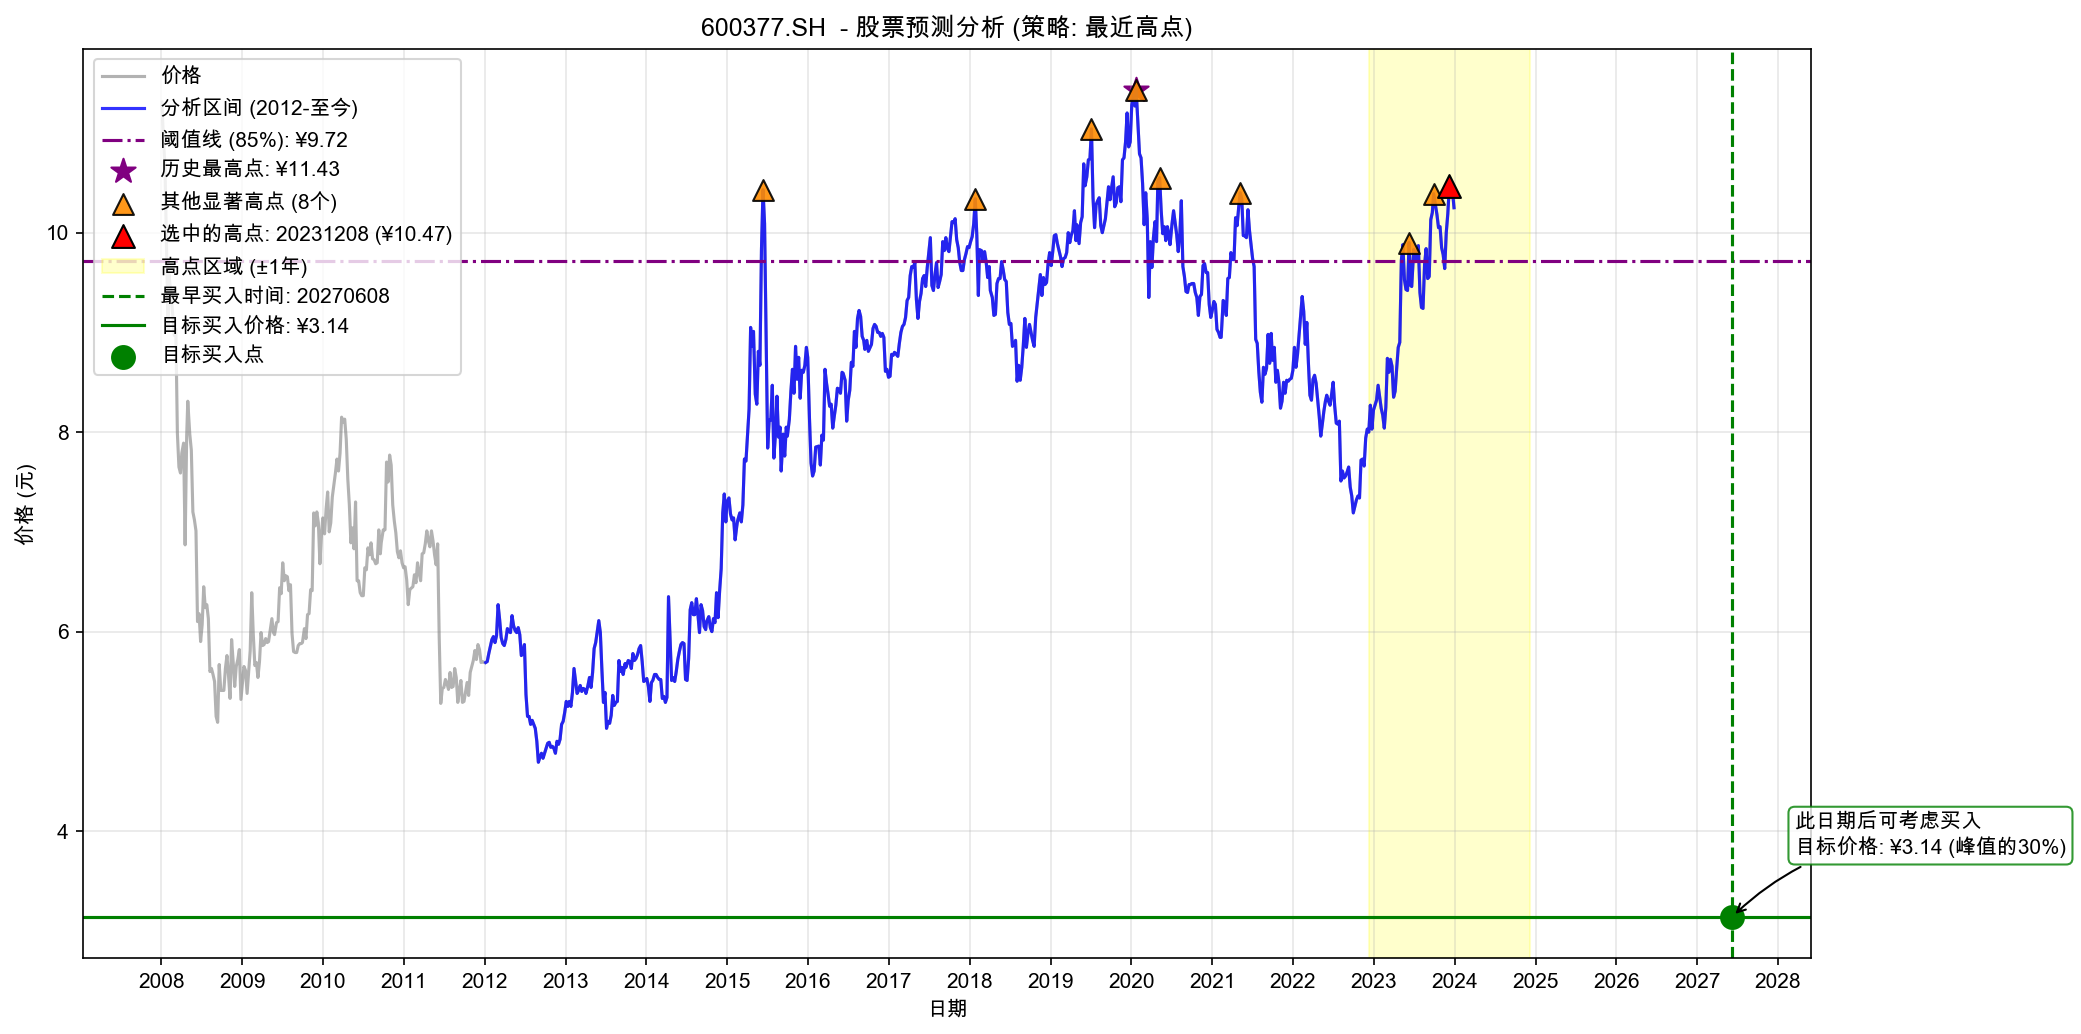 600377.SH - 股票预测分析 (策略: 最近高点)
价格
分析区间 (2012-至今)
阈值线 (85%): ¥9.72
历史最高点: ¥11.43
其他显著高点 (8个)
选中的高点: 20231208 (¥10.47)
高点区域 (±1年)
最早买入时间: 20270608
目标买入价格: ¥3.14
目标买入点
价格 (元)
10
8
6
4
此日期后可考虑买入
目标价格: ¥3.14 (峰值的30%)
2008 2009 2010 2011 2012 2013 2014 2015 2016 2017 2018 2019 2020 2021 2022 2023 2024 2025 2026 2027 2028
日期